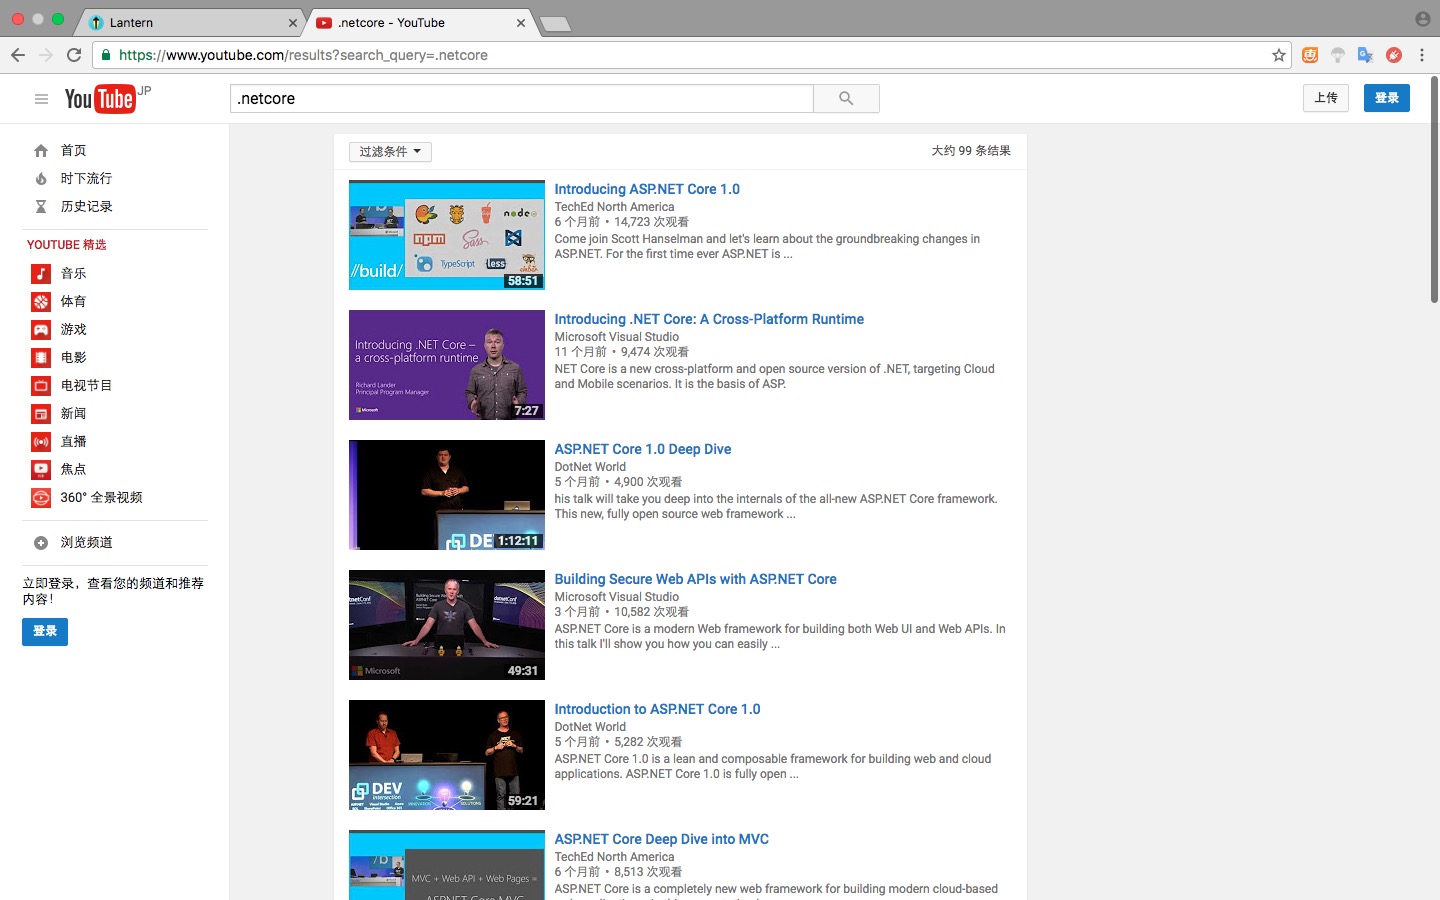 Lantern
.netcore - YouTube
https://www.youtube.com/results?search_query=.netcore
YouTube JP
.netcore
上传
登录
首页
时下流行
历史记录
YOUTUBE 精选
音乐
体育
游戏
电影
电视节目
新闻
直播
焦点
360° 全景视频
浏览频道
立即登录，查看您的频道和推荐
内容！
登录
过滤条件
大约 99 条结果
node
npm
Sass
TypeScript
less
ember
//build/
58:51
Introducing ASP.NET Core 1.0
TechEd North America
6 个月前 • 14,723 次观看
Come join Scott Hanselman and let's learn about the groundbreaking changes in
ASP.NET. For the first time ever ASP.NET is ...
Introducing .NET Core –
a cross-platform runtime
Richard Lander
Principal Program Manager
Microsoft
7:27
Introducing .NET Core: A Cross-Platform Runtime
Microsoft Visual Studio
11 个月前 • 9,474 次观看
NET Core is a new cross-platform and open source version of .NET, targeting Cloud
and Mobile scenarios. It is the basis of ASP.
DE
1:12:11
ASP.NET Core 1.0 Deep Dive
DotNet World
5 个月前 • 4,900 次观看
his talk will take you deep into the internals of the all-new ASP.NET Core framework.
This new, fully open source web framework ...
Microsoft
49:31
Building Secure Web APIs with ASP.NET Core
Microsoft Visual Studio
3 个月前 • 10,582 次观看
ASP.NET Core is a modern Web framework for building both Web UI and Web APIs. In
this talk I'll show you how you can easily ...
DEV
intersection
INNOVATION
SOLUTIONS
59:21
Introduction to ASP.NET Core 1.0
DotNet World
5 个月前 • 5,282 次观看
ASP.NET Core 1.0 is a lean and composable framework for building web and cloud
applications. ASP.NET Core 1.0 is fully open ...
MVC + Web API + Web Pages =
ASP.NET Core MVC
ASP.NET Core Deep Dive into MVC
TechEd North America
6 个月前 • 8,513 次观看
ASP.NET Core is a completely new web framework for building modern cloud-based